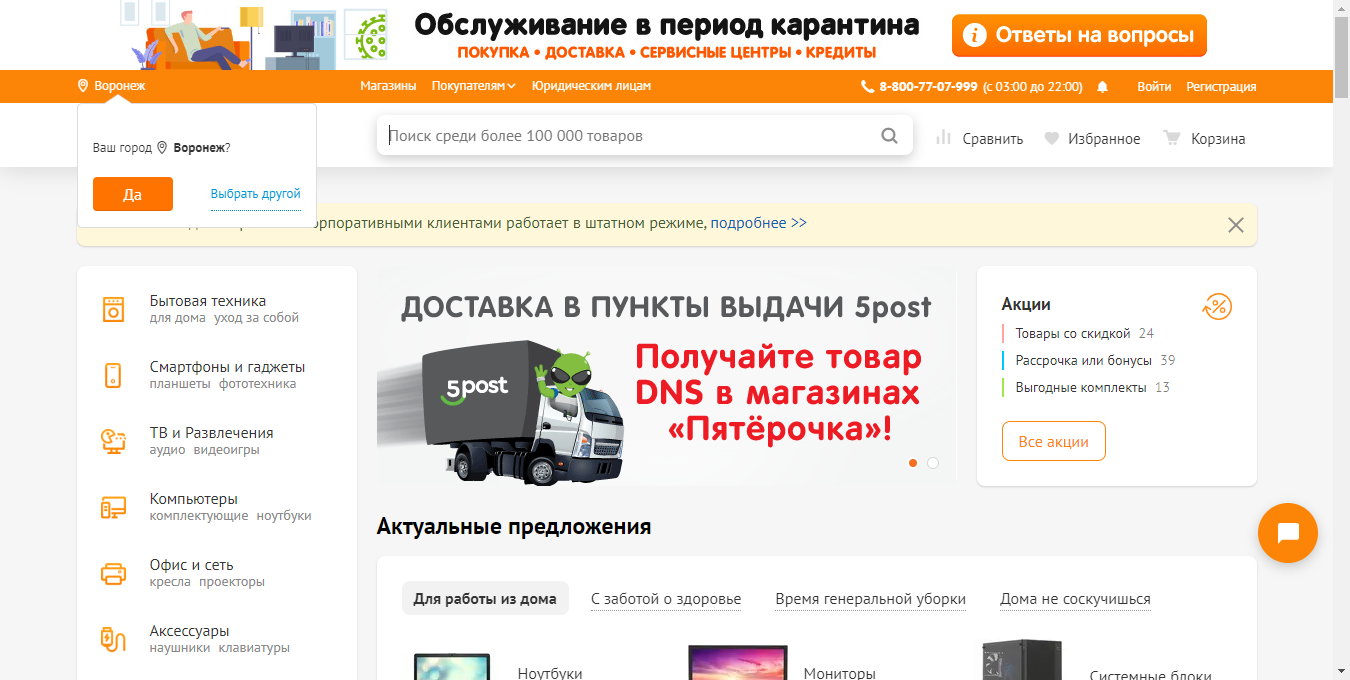 Обслуживание в период карантина
ПОКУПКА • ДОСТАВКА • СЕРВИСНЫЕ ЦЕНТРЫ • КРЕДИТЫ
Ответы на вопросы
Воронеж
Магазины Покупателям Юридическим лицам
8-800-77-07-999 (с 03:00 до 22:00)
Войти Регистрация
Ваш город Воронеж?
Да Выбрать другой
Поиск среди более 100 000 товаров
Сравнить Избранное Корзина
орпоративными клиентами работает в штатном режиме, подробнее >>
Бытовая техника
для дома уход за собой
Смартфоны и гаджеты
планшеты фототехника
ТВ и Развлечения
аудио видеоигры
Компьютеры
комплектующие ноутбуки
Офис и сеть
кресла проекторы
Аксессуары
наушники клавиатуры
ДОСТАВКА В ПУНКТЫ ВЫДАЧИ 5post
5post
Получайте товар
DNS в магазинах
«Пятёрочка»!
Акции
Товары со скидкой 24
Рассрочка или бонусы 39
Выгодные комплекты 13
Все акции
Актуальные предложения
Для работы из дома С заботой о здоровье Время генеральной уборки Дома не соскучишься
Ноутбуки Мониторы Системные блоки